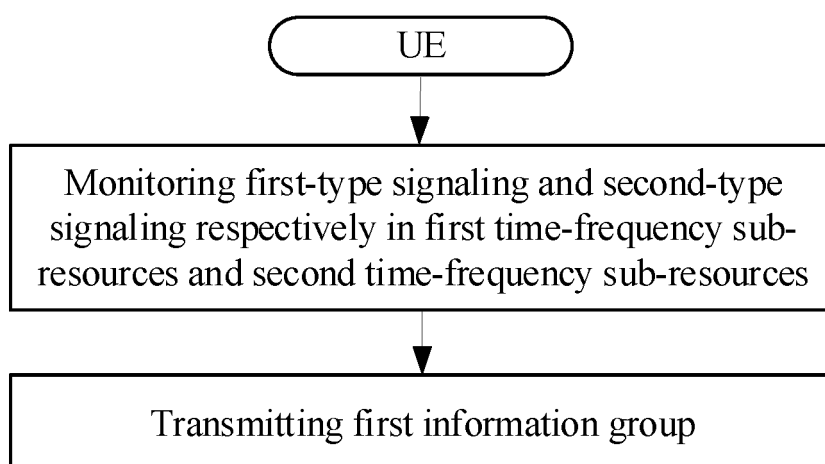 UE
Monitoring first-type signaling and second-type
signaling respectively in first time-frequency sub-
resources and second time-frequency sub-resources
Transmitting first information group